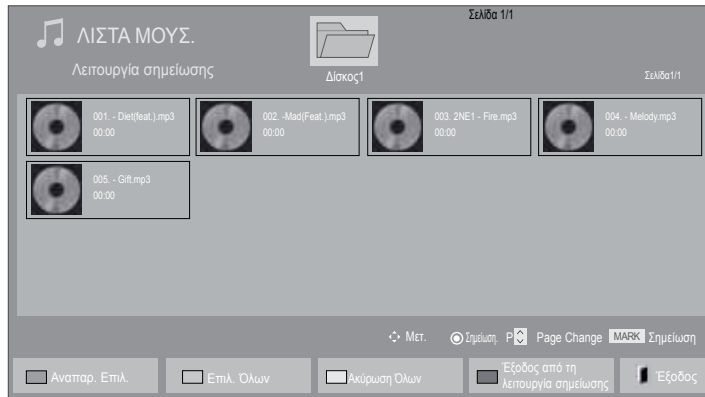 Σελίδα 1/1
ΛΙΣΤΑ ΜΟΥΣ.
Λειτουργία σημείωσης
Δίσκος1
Σελίδα1/1
001. - Diet(feat.).mp3
00:00
002. -Mad(Feat.).mp3
00:00
003. 2NE1 - Fire.mp3
00:00
004. - Melody.mp3
00:00
005. - Gift.mp3
00:00
Μετ. Σημείωση. P Page Change MARK Σημείωση
Αναπαρ. Επιλ.
Επιλ. Όλων
Ακύρωση Όλων
Έξοδος από τη
λειτουργία σημείωσης
Έξοδος